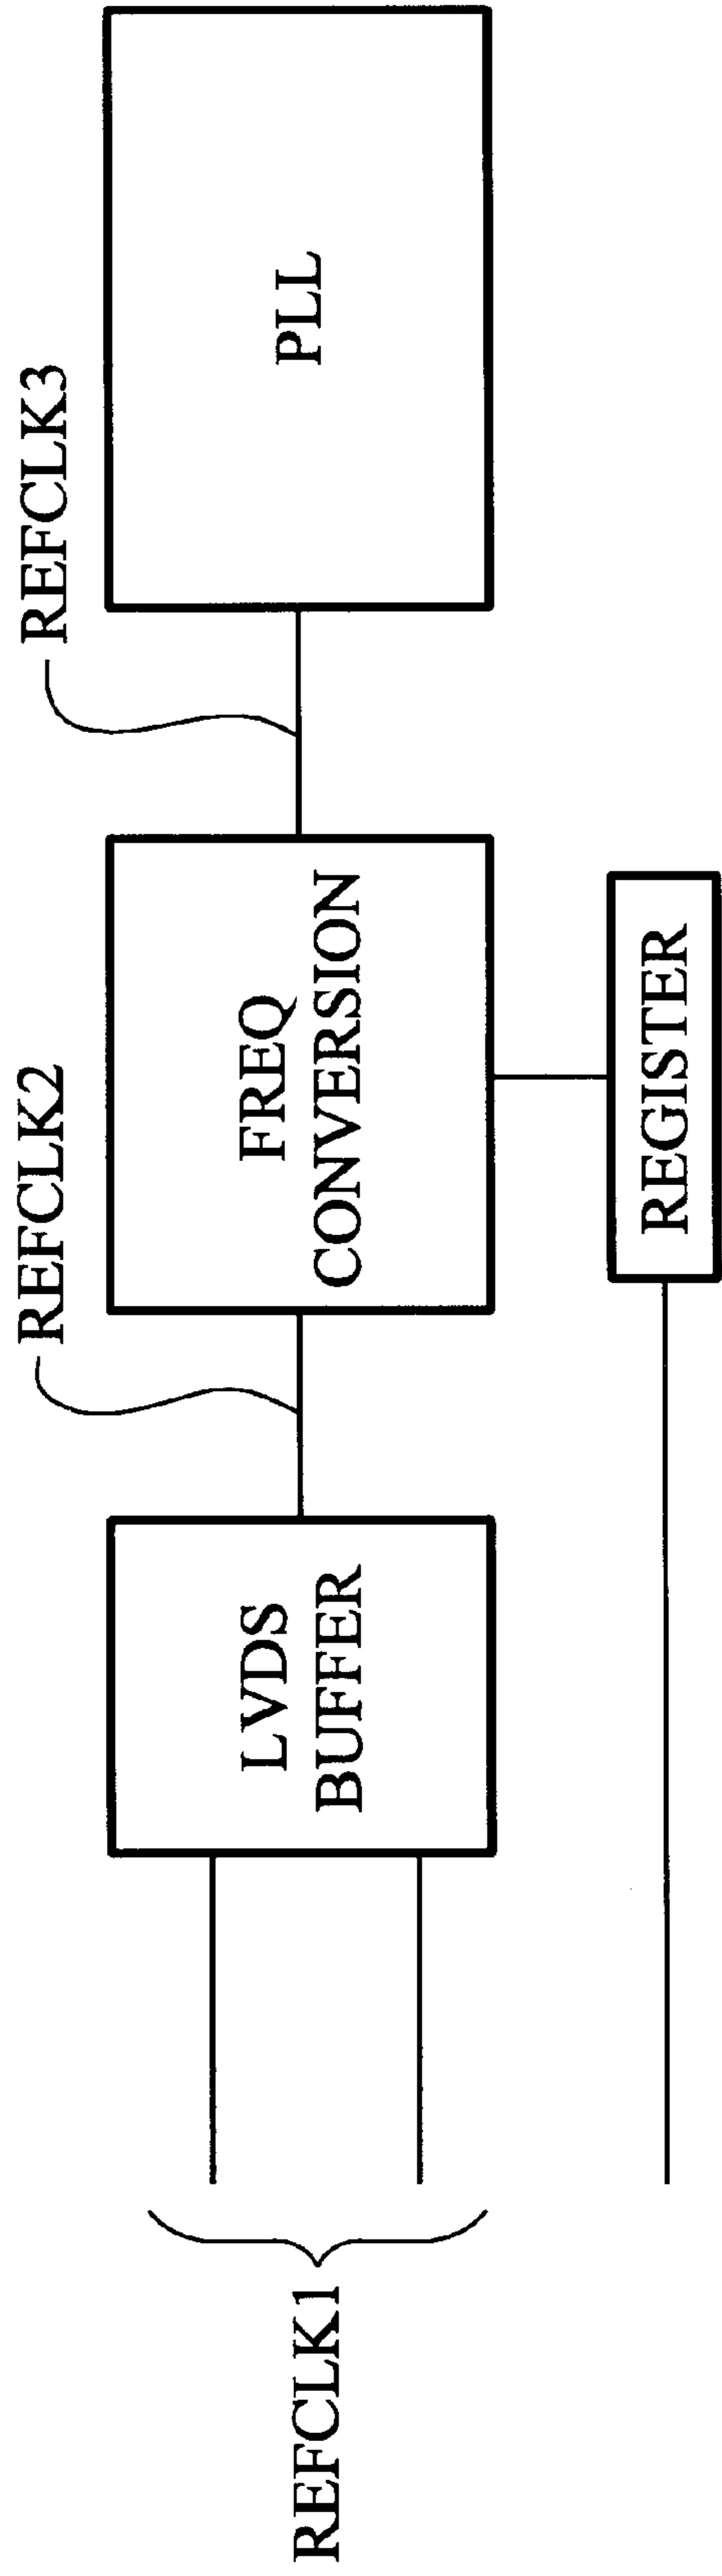 REFCLK1
LVDS
BUFFER
REFCLK2
FREQ
CONVERSION
REGISTER
REFCLK3
PLL